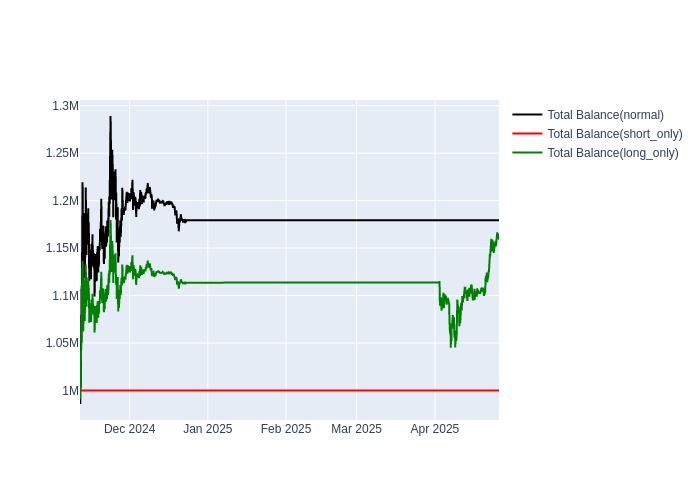 1.3M
1.25M
1.2M
1.15M
1.1M
1.05M
1M
Dec 2024
Jan 2025
Feb 2025
Mar 2025
Apr 2025
Total Balance(normal)
Total Balance(short_only)
Total Balance(long_only)